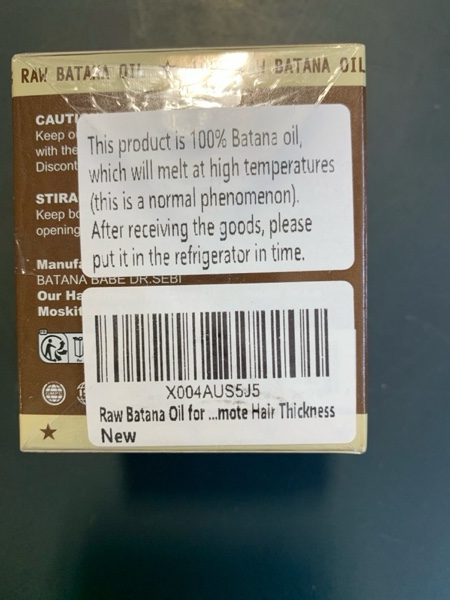 RAW BATANA OIL
BATANA OIL
CAUTI
Keep o
with the
Discont
This product is 100% Batana oil,
which will melt at high temperatures
(this is a normal phenomenon).
After receiving the goods, please
put it in the refrigerator in time.
STIRA
Keep bo
opening
Manufa
BATANA BABE DR.SEBI
Our Ha
Moskit
X004AUS5J5
Raw Batana Oil for ...mote Hair Thickness
New